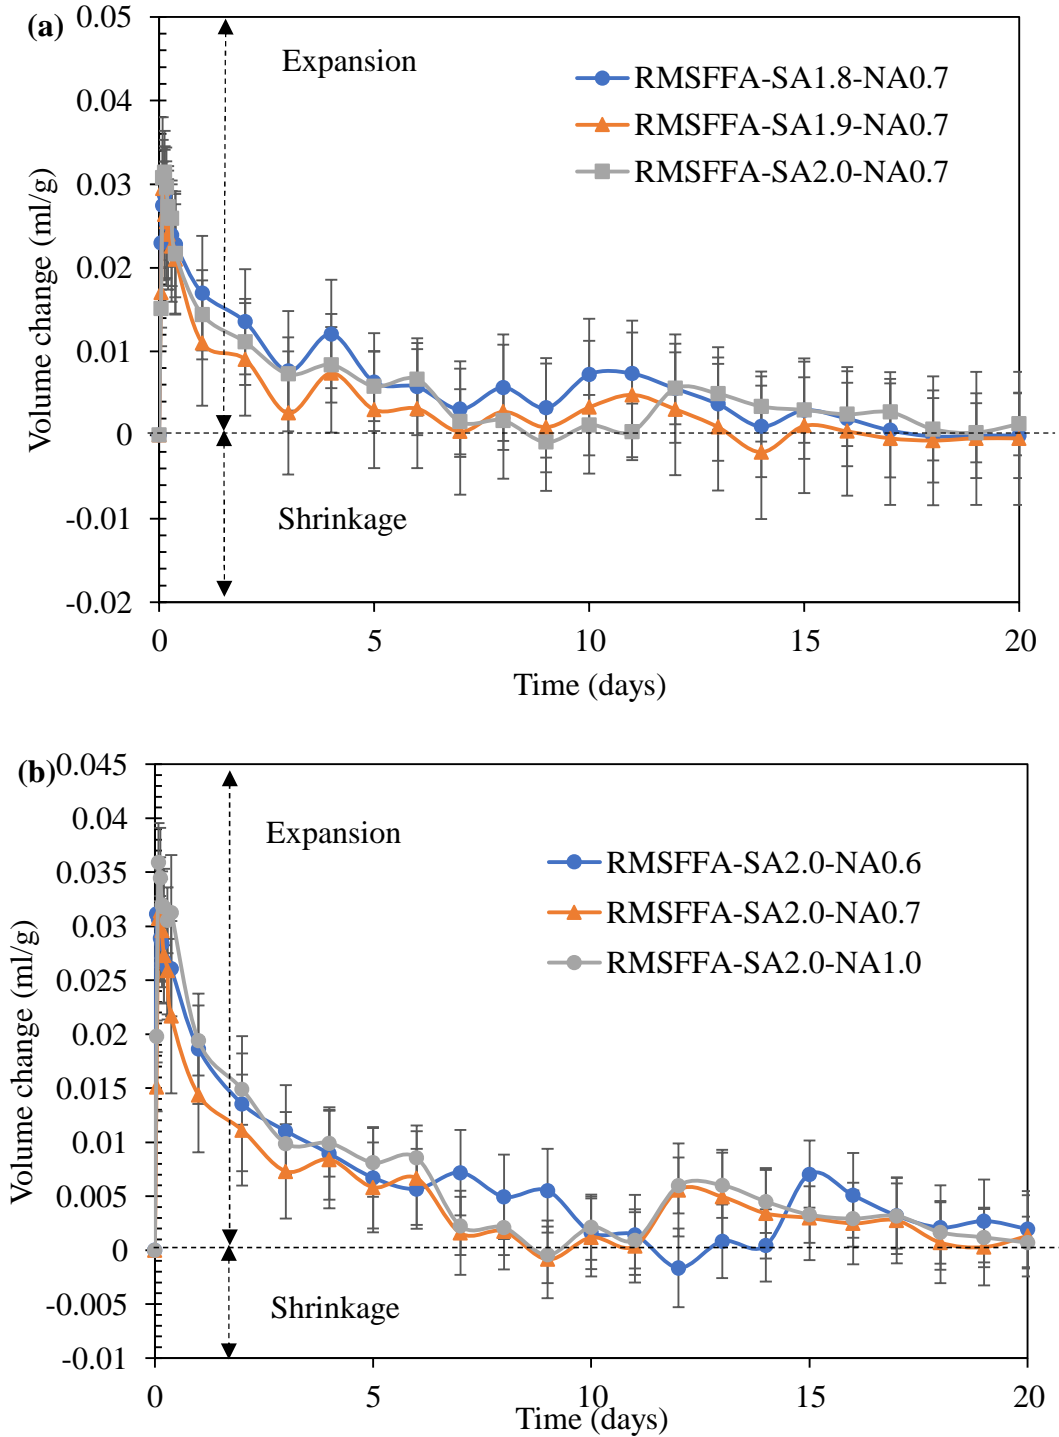 (a)
0.05
0.04
0.03
0.02
0.01
0
-0.01
-0.02
Volume change (ml/g)
Expansion
Shrinkage
RMSFFA-SA1.8-NA0.7
RMSFFA-SA1.9-NA0.7
RMSFFA-SA2.0-NA0.7
0 5 10 15 20
Time (days)
(b)
0.045
0.04
0.035
0.03
0.025
0.02
0.015
0.01
0.005
0
-0.005
-0.01
Volume change (ml/g)
Expansion
Shrinkage
RMSFFA-SA2.0-NA0.6
RMSFFA-SA2.0-NA0.7
RMSFFA-SA2.0-NA1.0
0 5 10 15 20
Time (days)